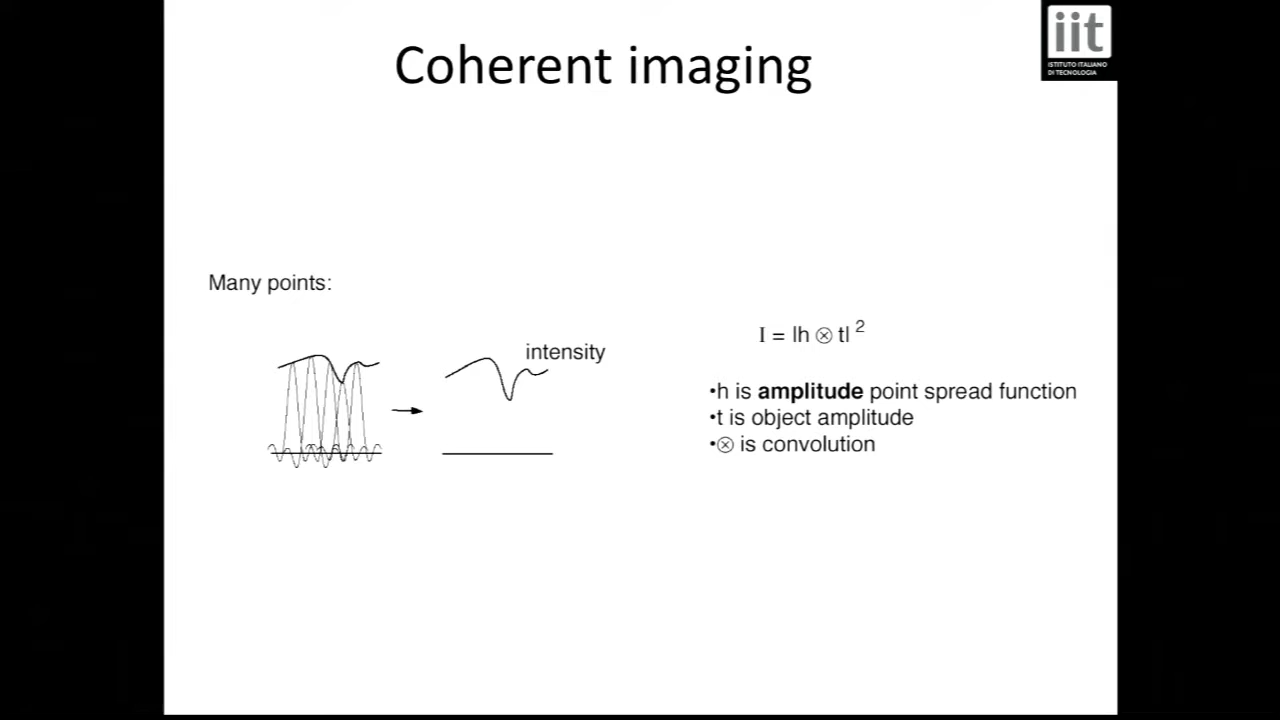 Coherent imaging
iit
ISTITUTO ITALIANO
DI TECNOLOGIA
Many points:
intensity
I = |h ⊗ t| ²
•h is amplitude point spread function
•t is object amplitude
•⊗ is convolution